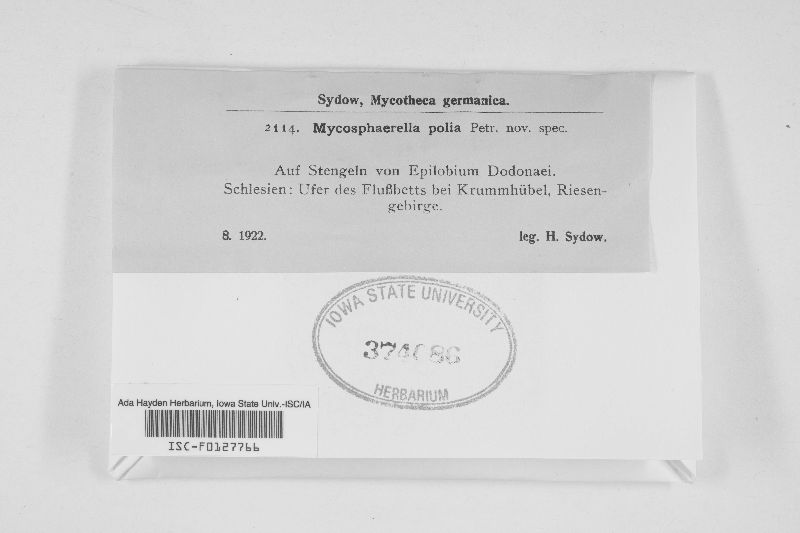 Sydow, Mycotheca germanica.
2114. Mycosphaerella polia Petr. nov. spec.
Auf Stengeln von Epilobium Dodonaei.
Schlesien: Ufer des Flußbetts bei Krummhübel, Riesen-
gebirge.
8. 1922. leg. H. Sydow.
IOWA STATE UNIVERSITY
374086
HERBARIUM
Ada Hayden Herbarium, Iowa State Univ.-ISC/IA
ISC-F0127766